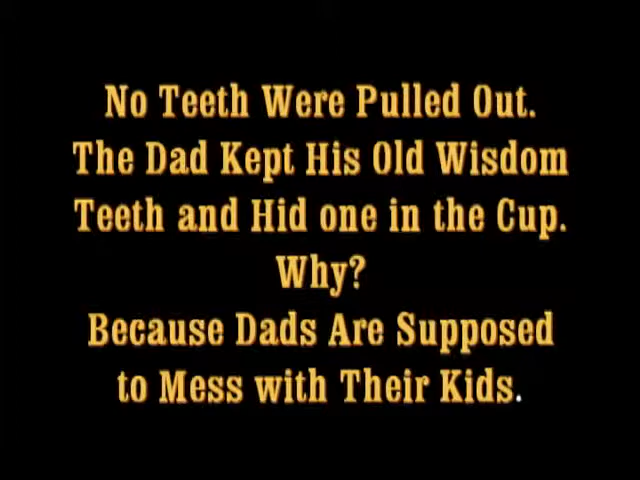 No Teeth Were Pulled Out.
The Dad Kept His Old Wisdom
Teeth and Hid one in the Cup.
Why?
Because Dads Are Supposed
to Mess with Their Kids.